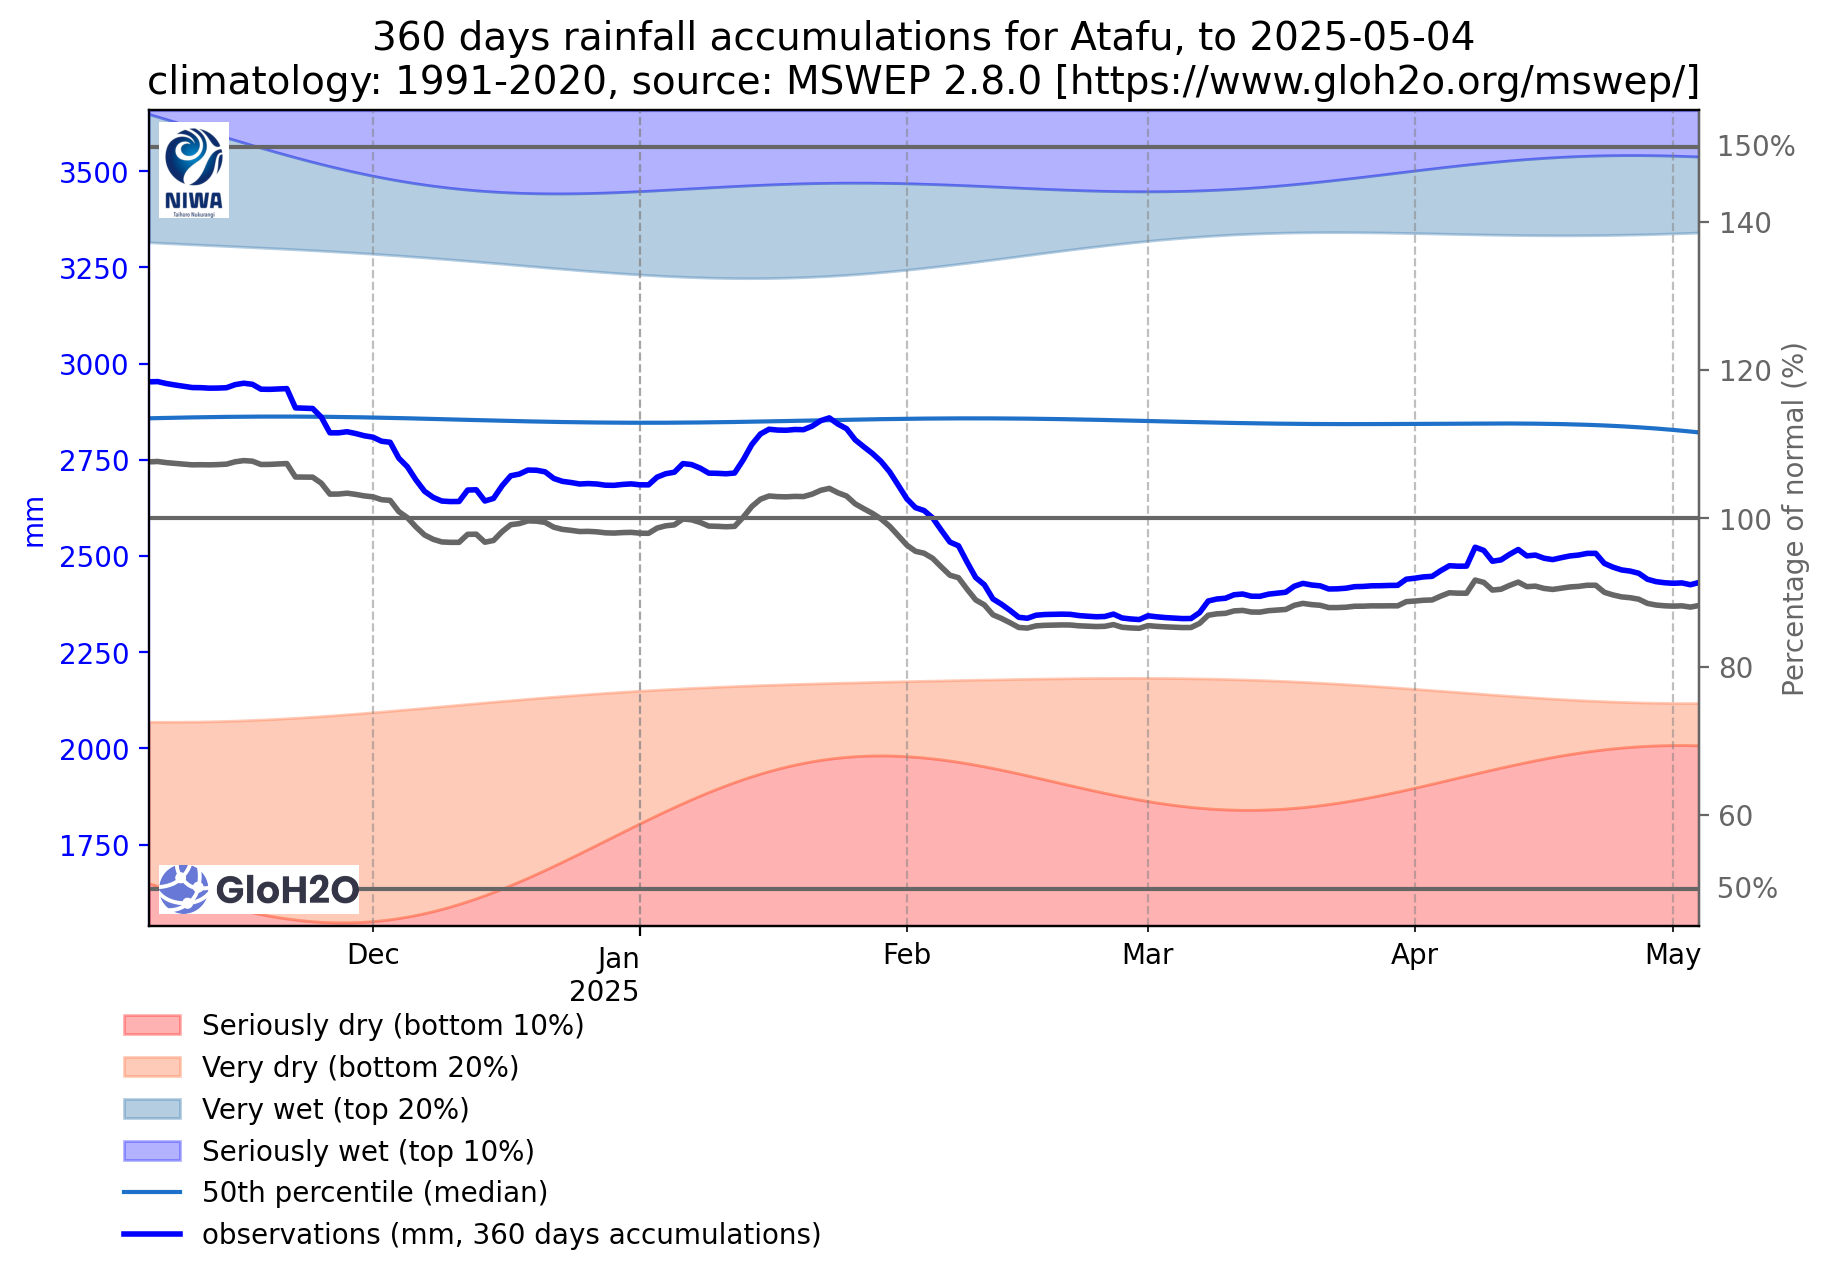 360 days rainfall accumulations for Atafu, to 2025-05-04
climatology: 1991-2020, source: MSWEP 2.8.0 [https://www.gloh2o.org/mswep/]
NIWA
Taihoro Nukurangi
3500
3250
3000
2750
2500
2250
2000
1750
mm
150%
140
120
100
80
60
50%
Percentage of normal (%)
GloH2O
Dec
Jan
2025
Feb
Mar
Apr
May
Seriously dry (bottom 10%)
Very dry (bottom 20%)
Very wet (top 20%)
Seriously wet (top 10%)
50th percentile (median)
observations (mm, 360 days accumulations)